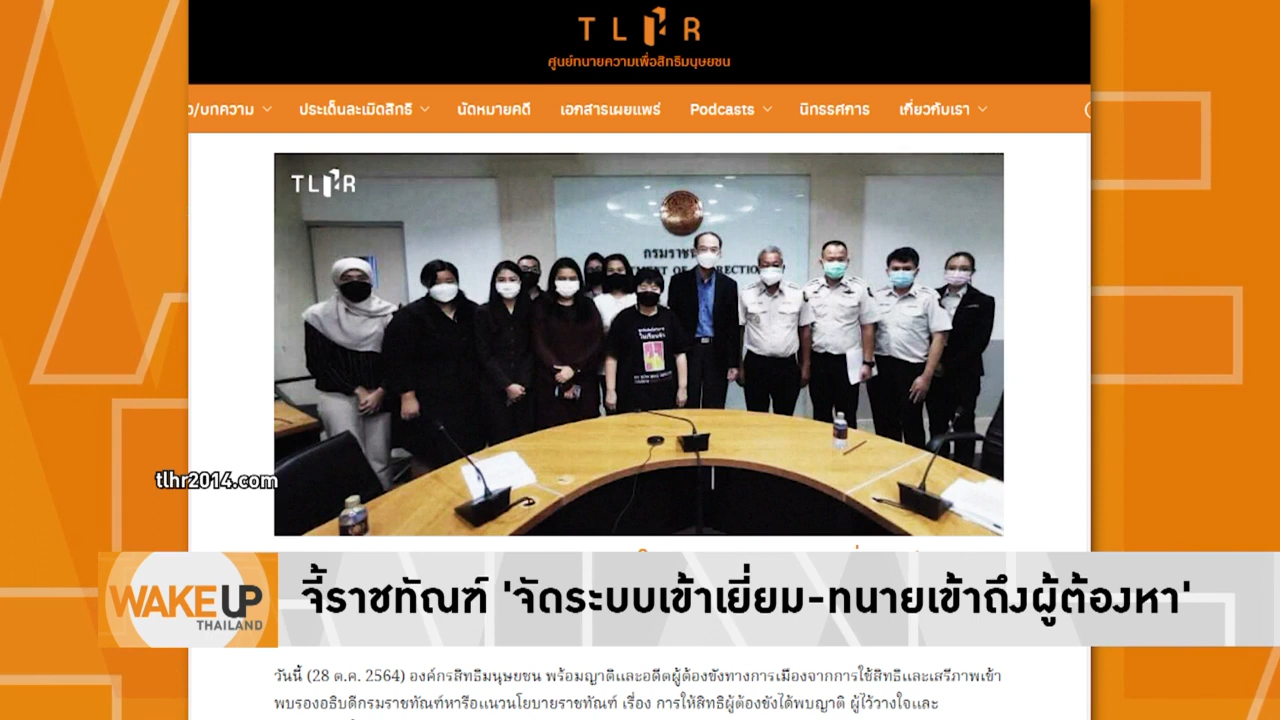 TLHR
ศูนย์ทนายความเพื่อสิทธิมนุษยชน
/บทความ ประเด็นละเมิดสิทธิ นัดหมายคดี เอกสารเผยแพร่ Podcasts นิทรรศการ เกี่ยวกับเรา
TLHR
กรมราช
tlhr2014.com
WAKE UP
THAILAND
จี้ราชทัณฑ์ 'จัดระบบเข้าเยี่ยม-ทนายเข้าถึงผู้ต้องหา'
วันนี้ (28 ต.ค. 2564) องค์กรสิทธิมนุษยชน พร้อมญาติและอดีตผู้ต้องขังทางการเมืองจากการใช้สิทธิและเสรีภาพเข้า
พบรองอธิบดีกรมราชทัณฑ์หารือแนวนโยบายราชทัณฑ์ เรื่อง การให้สิทธิผู้ต้องขังได้พบญาติ ผู้ไว้วางใจและ